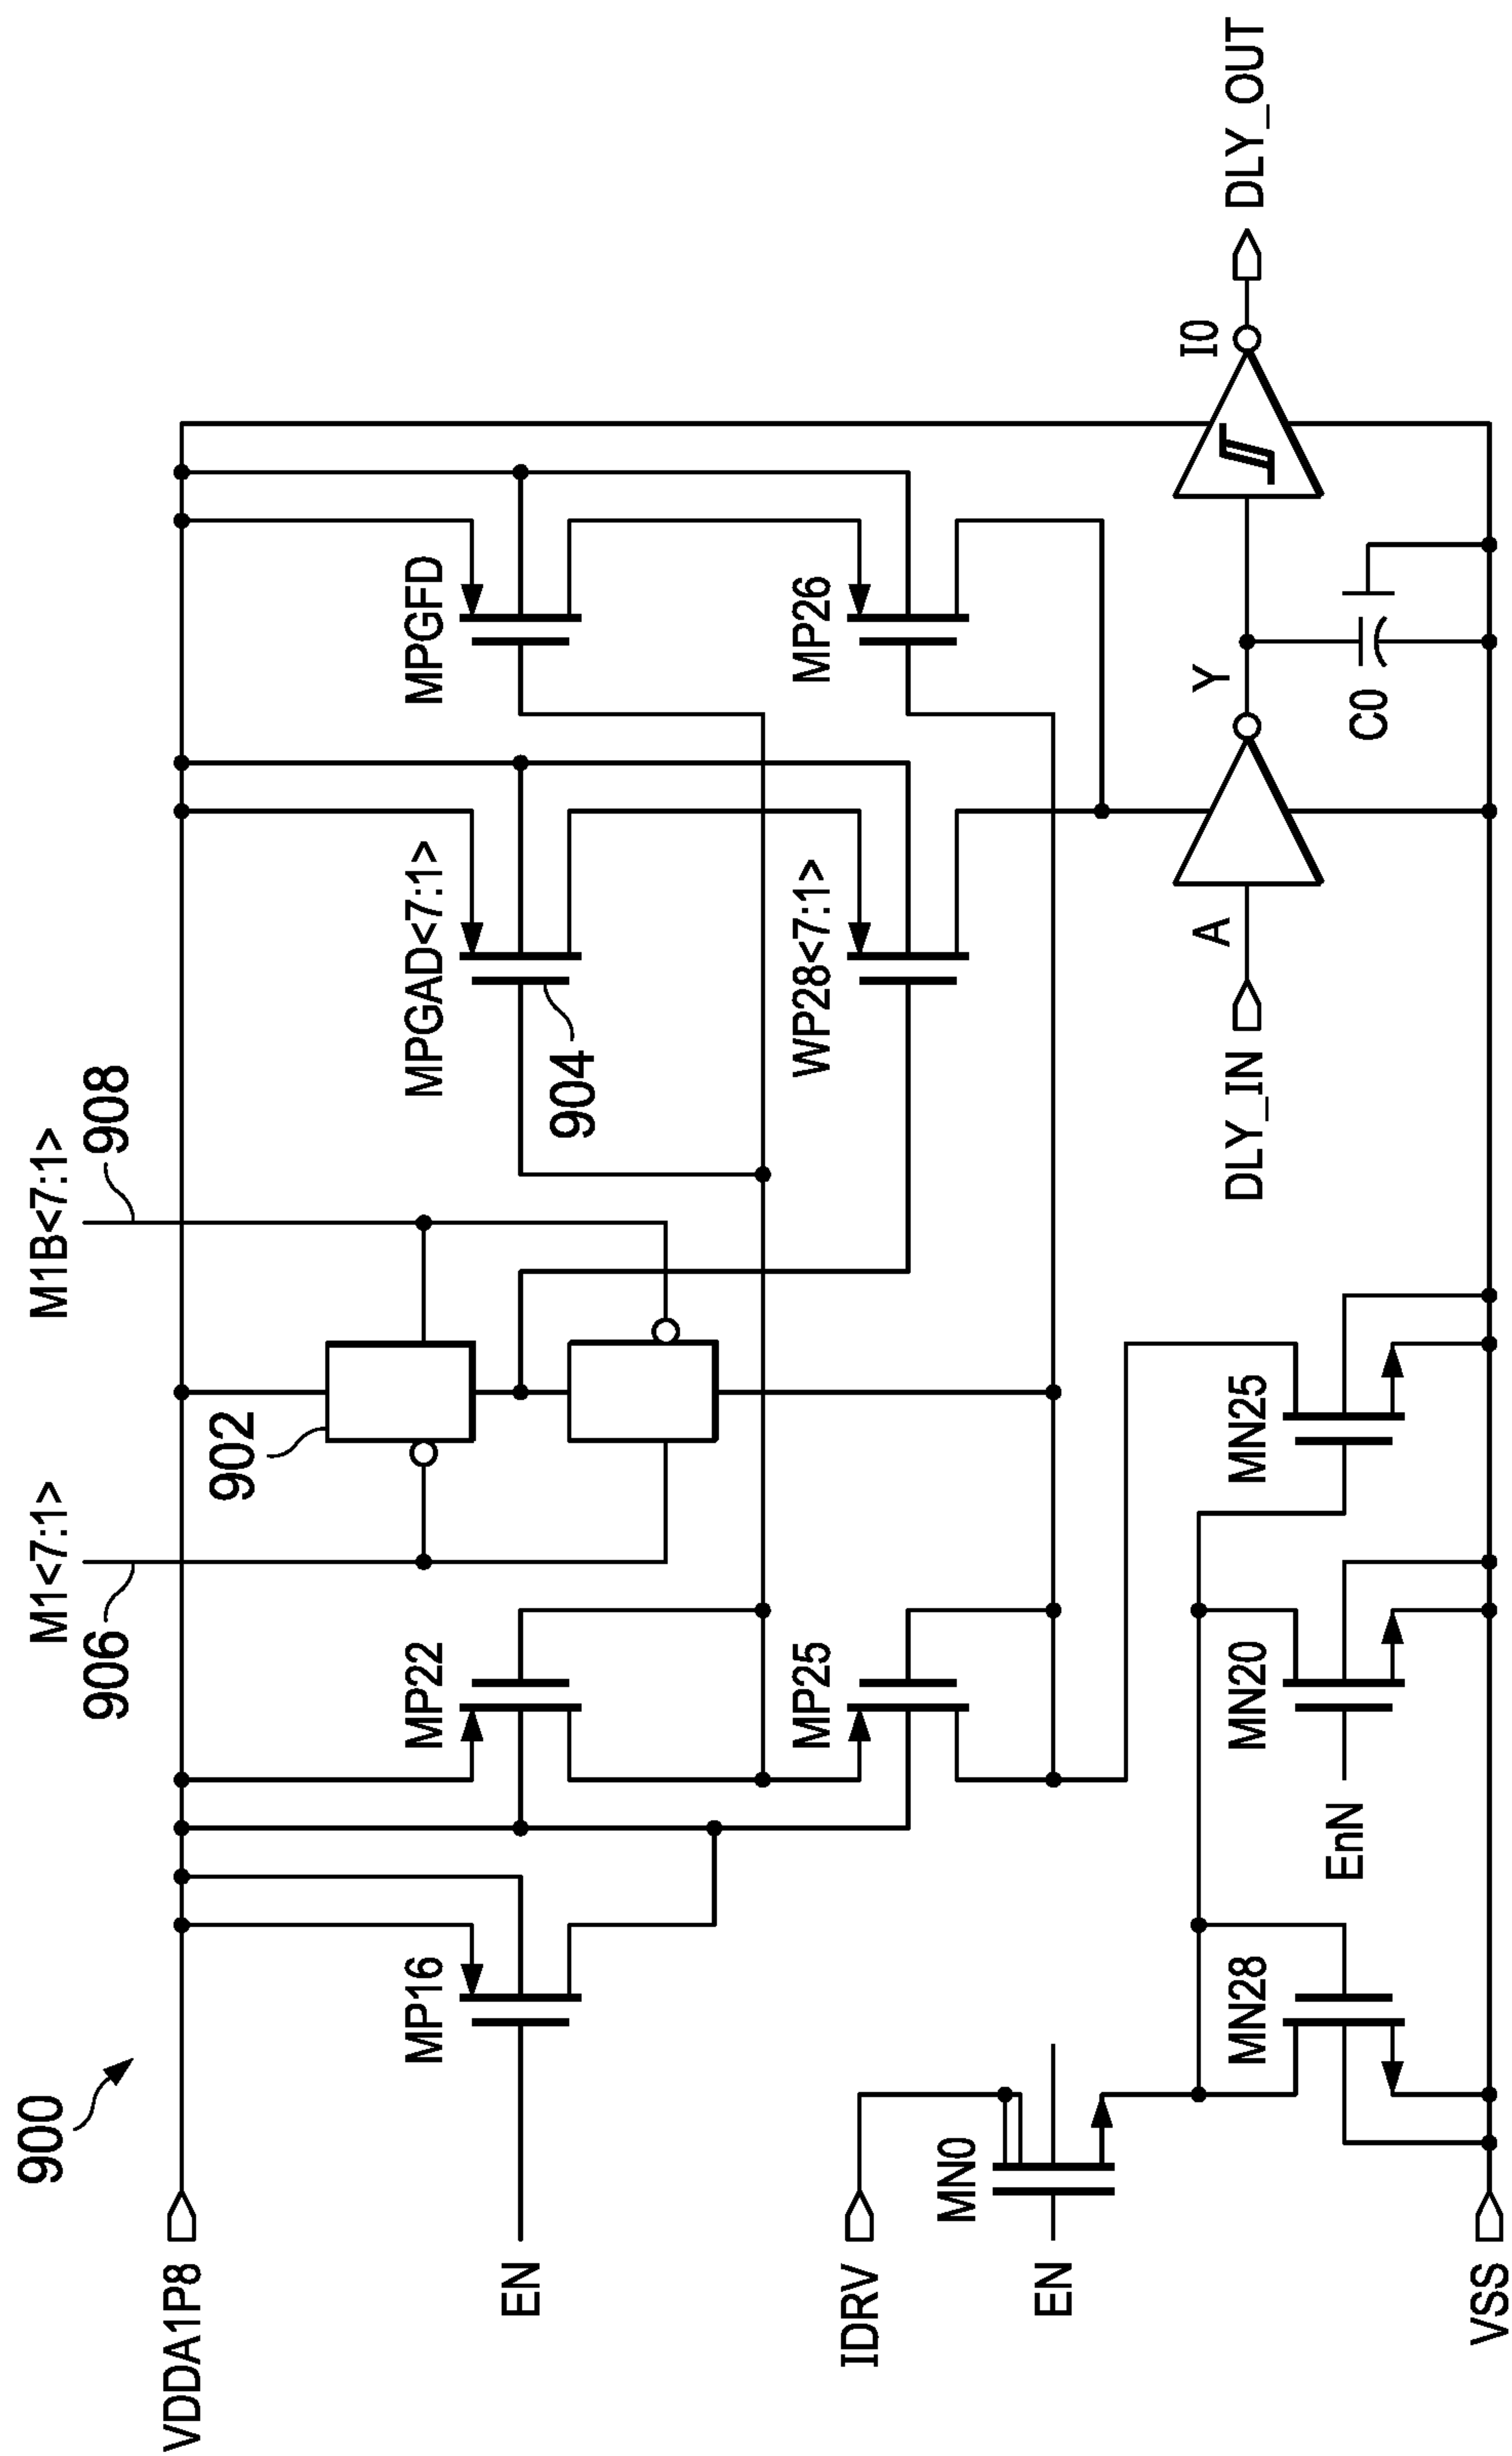 900
VDDA1P8
EN
IDRV
EN
VSS
MP16
MN0
MN28
EnN
MP22
MP25
MN20
MN25
M1<7:1>
906
902
M1B<7:1>
908
MPGAD<7:1>
904
WP28<7:1>
MPGFD
MP26
DLY_IN
A
Y
C0
I0
DLY_OUT